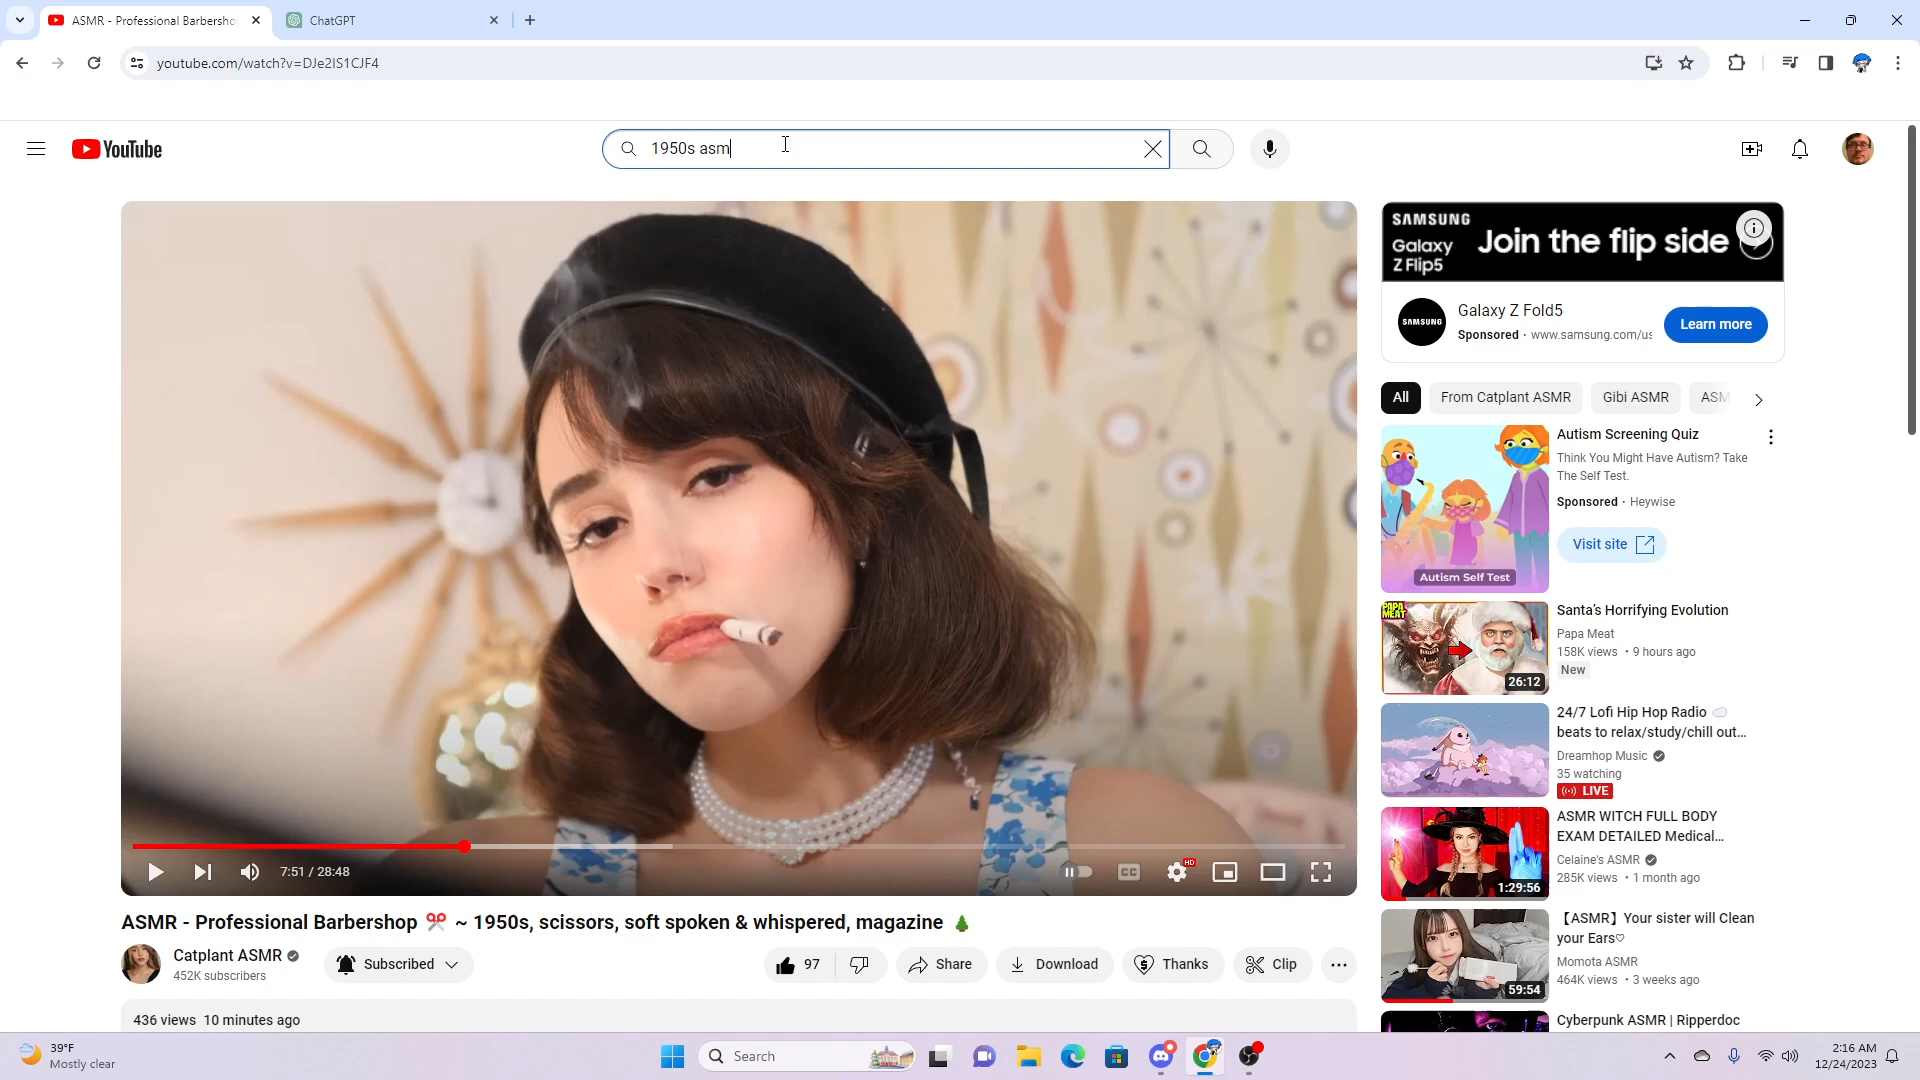 ASMR - Professional Barbersho
ChatGPT
youtube.com/watch?v=DJe2IS1CJF4
YouTube
1950s asm
SAMSUNG
Galaxy
Z Flip5
Join the flip side
SAMSUNG
Galaxy Z Fold5
Sponsored · www.samsung.com/us
Learn more
All
From Catplant ASMR
Gibi ASMR
ASM
Autism Screening Quiz
Think You Might Have Autism? Take
The Self Test.
Sponsored · Heywise
Visit site
Autism Self Test
PAPA
MEAT
26:12
Santa's Horrifying Evolution
Papa Meat
158K views • 9 hours ago
New
24/7 Lofi Hip Hop Radio ☁️
beats to relax/study/chill out...
Dreamhop Music
35 watching
LIVE
1:29:56
ASMR WITCH FULL BODY
EXAM DETAILED Medical...
Celaine's ASMR
285K views • 1 month ago
59:54
【ASMR】Your sister will Clean
your Ears♡
Momota ASMR
464K views • 3 weeks ago
Cyberpunk ASMR | Ripperdoc
7:51 / 28:48
CC
HD
ASMR - Professional Barbershop ✂️ ~ 1950s, scissors, soft spoken & whispered, magazine 🌲
Catplant ASMR
452K subscribers
Subscribed
97
Share
Download
Thanks
Clip
436 views 10 minutes ago
39°F
Mostly clear
Search
2:16 AM
12/24/2023